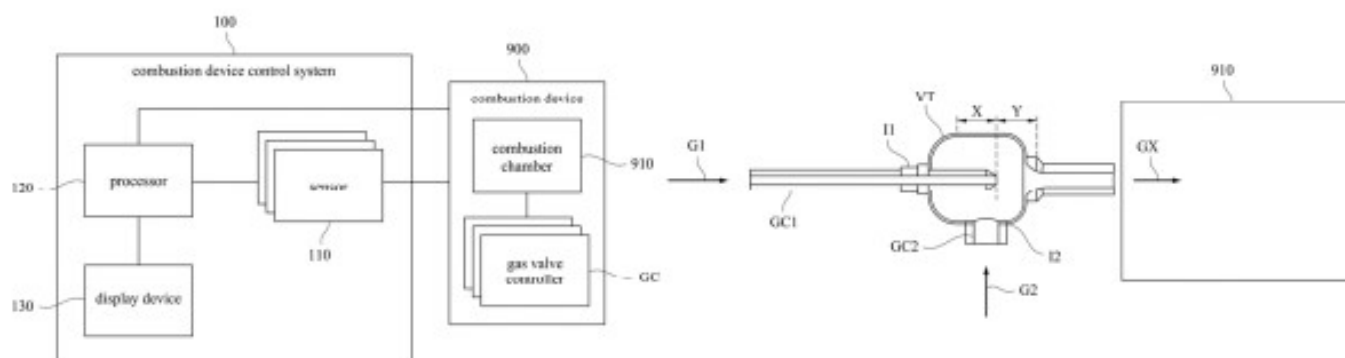 100
combustion device control system
900
combustion device
combustion
chamber
910
processor
120
sensor
110
gas valve
controller
GC
display device
130
910
VT
X
Y
I1
G1
GX
GC1
GC2
I2
G2